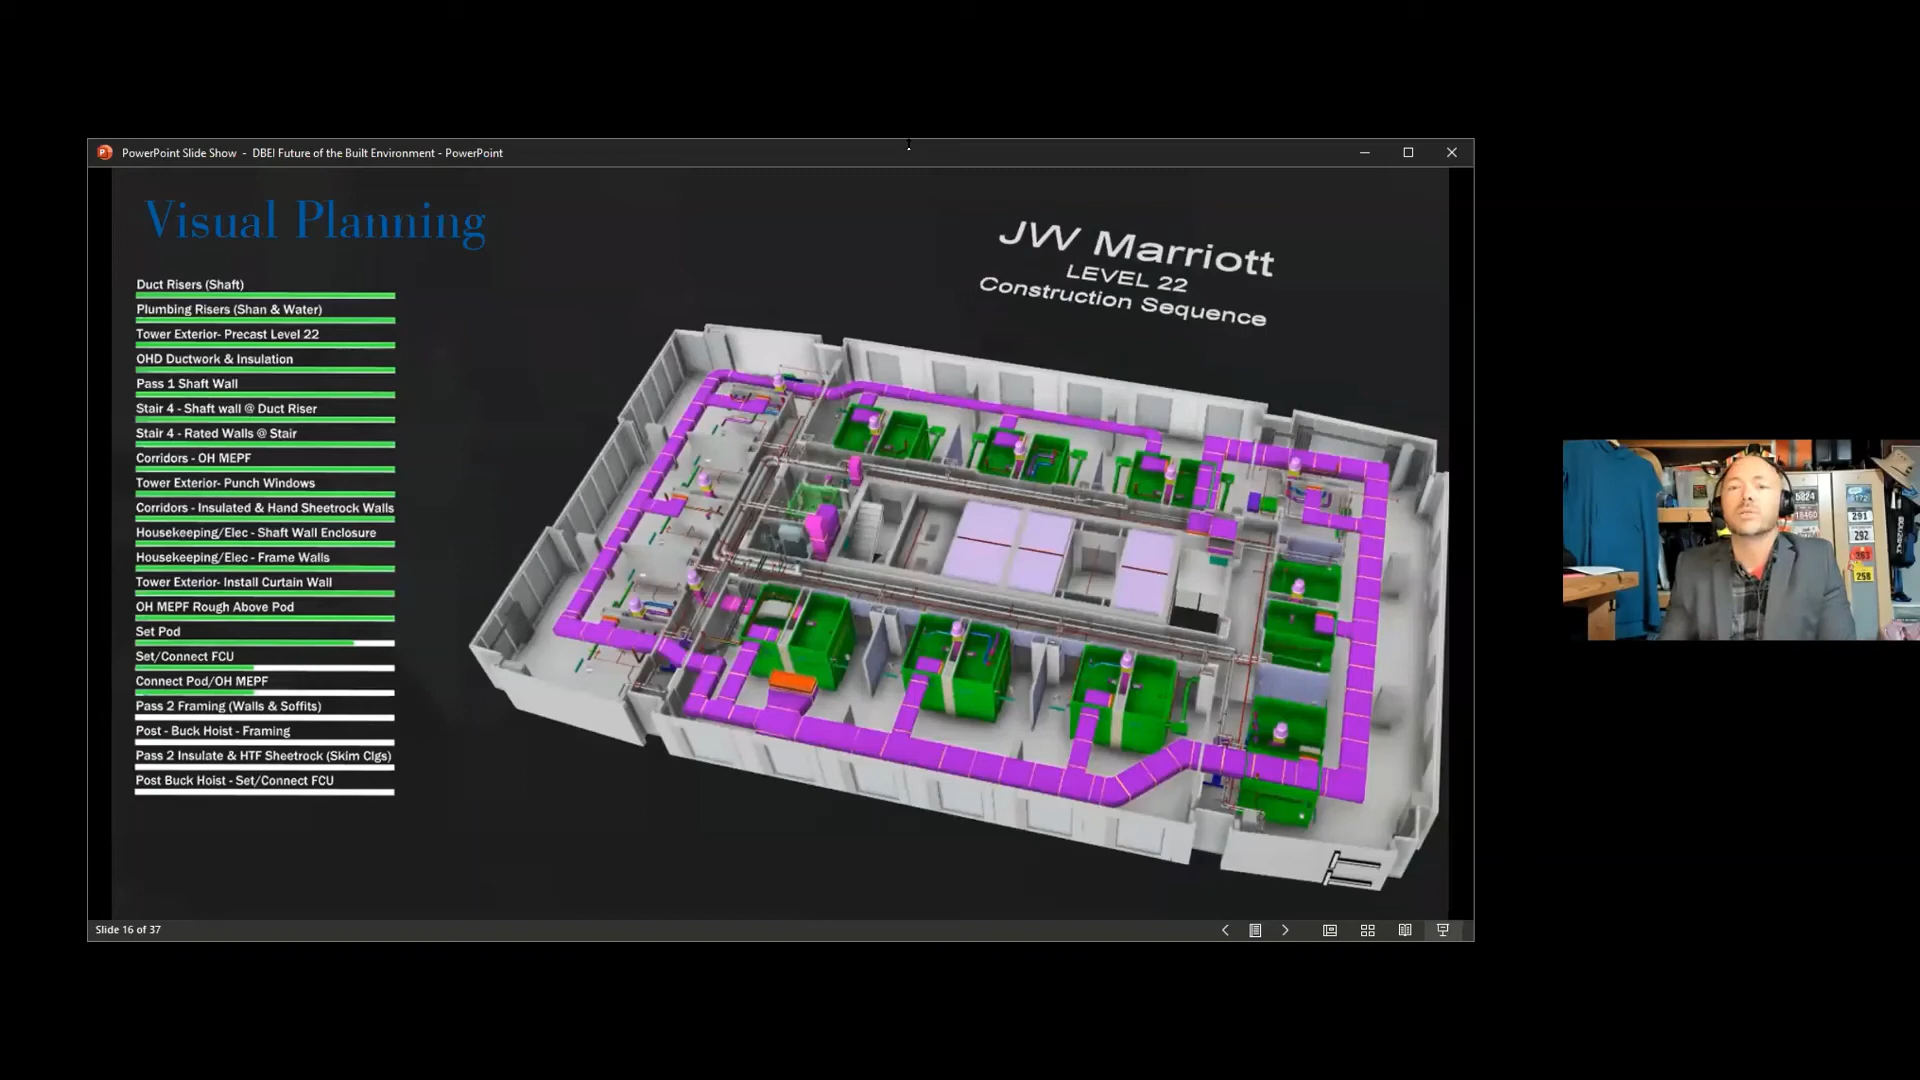 PowerPoint Slide Show - DBEI Future of the Built Environment - PowerPoint
Visual Planning
JW Marriott
LEVEL 22
Construction Sequence
Duct Risers (Shaft)
Plumbing Risers (Shan & Water)
Tower Exterior- Precast Level 22
OHD Ductwork & Insulation
Pass 1 Shaft Wall
Stair 4 - Shaft wall @ Duct Riser
Stair 4 - Rated Walls @ Stair
Corridors - OH MEPF
Tower Exterior- Punch Windows
Corridors - Insulated & Hand Sheetrock Walls
Housekeeping/Elec - Shaft Wall Enclosure
Housekeeping/Elec - Frame Walls
Tower Exterior- Install Curtain Wall
OH MEPF Rough Above Pod
Set Pod
Set/Connect FCU
Connect Pod/OH MEPF
Pass 2 Framing (Walls & Soffits)
Post - Buck Hoist - Framing
Pass 2 Insulate & HTF Sheetrock (Skim Clgs)
Post Buck Hoist - Set/Connect FCU
Slide 16 of 37
5824
18460
291
292
258